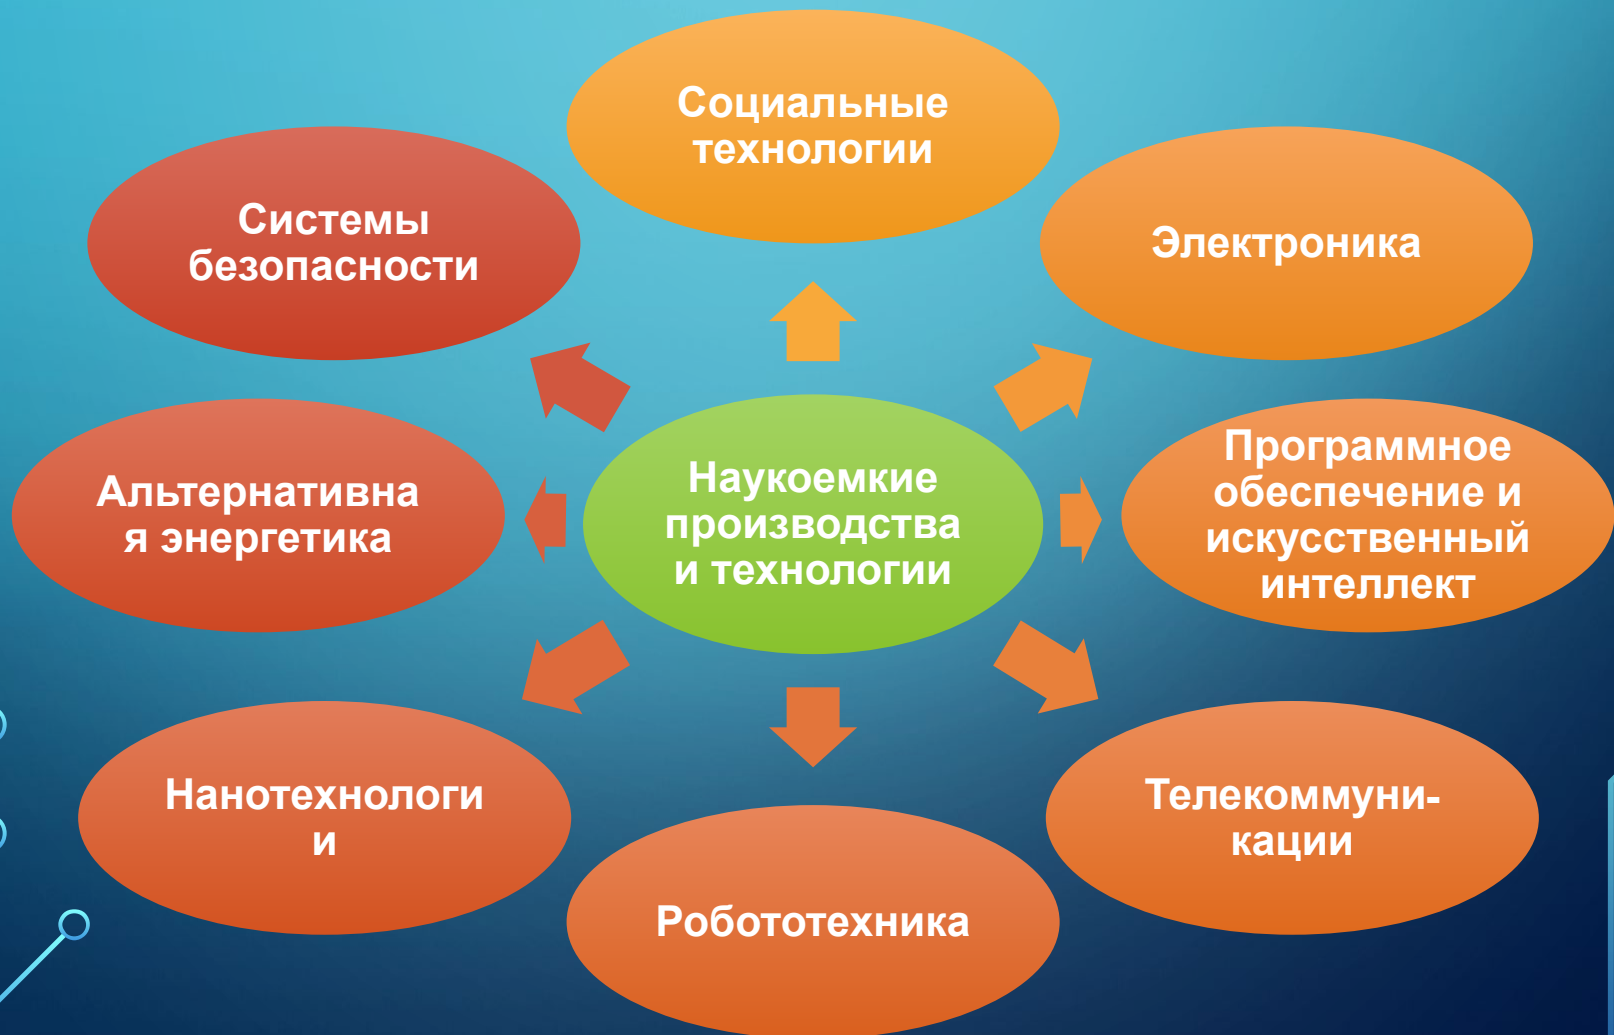 Социальные
технологии
Системы
безопасности
Электроника
Альтернативна
я энергетика
Наукоемкие
производства
и технологии
Программное
обеспечение и
искусственный
интеллект
Нанотехнологи
и
Телекоммуни-
кации
Робототехника